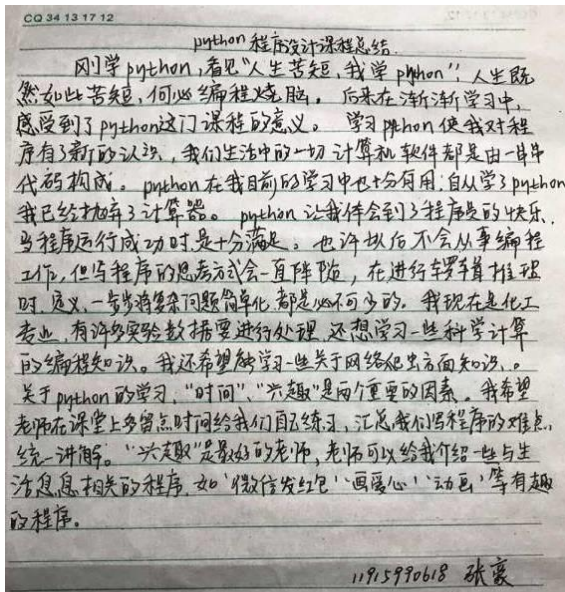 CQ 34 13 17 12
python 程序设计课程总结.
刚学python,看见“人生苦短,我学python”;人生既
然如此苦短,何必编程烧脑。后来在渐渐学习中,
感受到了python这门课程的意义。学习python使我对程
序有了新的认识,我们生活中的一切计算机软件都是由一串串
代码构成。python在我目前的学习中也十分有用,自从学了python
我已经抛弃了计算器。python让我体会到了程序员的快乐,
当程序运行成功时是十分满足。也许以后不会从事编程
工作,但写程序的思考方式会一直伴随,在进行逻辑推理
时,定义,一步步将复杂问题简单化,都是必不可少的。我现在是化工
专业,有许多实验数据要进行处理,还想学习一些科学计算
的编程知识。我还希望能学习一些关于网络爬虫方面知识。
关于python的学习,“时间”、“兴趣”是两个重要的因素。我希望
老师在课堂上多留点时间给我们自己练习,汇总我们写程序的难点,
统一讲解。“兴趣”是最好的老师,老师可以给我介绍一些与生
活息息相关的程序,如‘微信发红包’‘画爱心’‘动画’等有趣
的程序。
11915990618 张豪